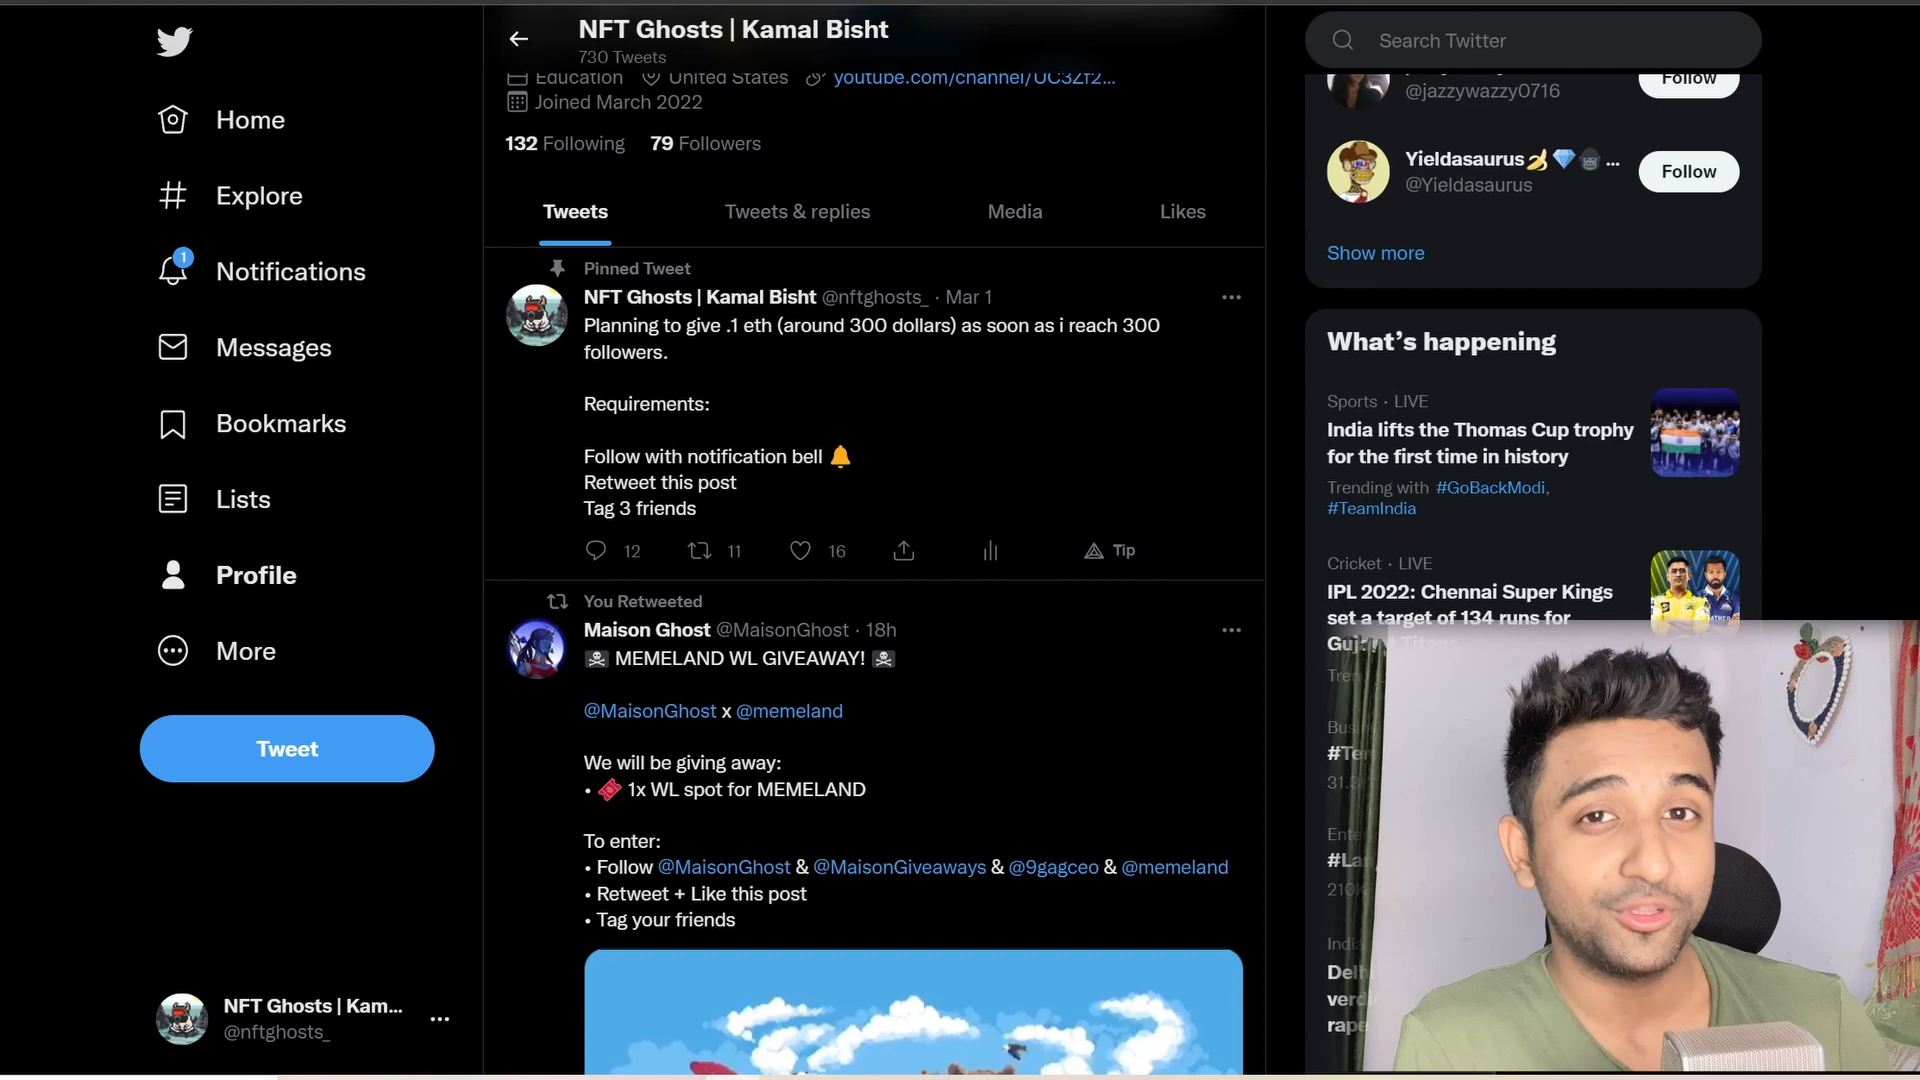 Home
Explore
1
Notifications
Messages
Bookmarks
Lists
Profile
More
Tweet
NFT Ghosts | Kam...
@nftghosts_
NFT Ghosts | Kamal Bisht
730 Tweets
Education United States youtube.com/channel/UC3Zf2...
Joined March 2022
132 Following 79 Followers
Tweets Tweets & replies Media Likes
Pinned Tweet
NFT Ghosts | Kamal Bisht @nftghosts_ · Mar 1
Planning to give .1 eth (around 300 dollars) as soon as i reach 300
followers.
Requirements:
Follow with notification bell 🔔
Retweet this post
Tag 3 friends
12 11 16 Tip
You Retweeted
Maison Ghost @MaisonGhost · 18h
☠️ MEMELAND WL GIVEAWAY! ☠️
@MaisonGhost x @memeland
We will be giving away:
• 🎟️ 1x WL spot for MEMELAND
To enter:
• Follow @MaisonGhost & @MaisonGiveaways & @9gagceo & @memeland
• Retweet + Like this post
• Tag your friends
Search Twitter
@jazzywazzy0716
Follow
Yieldasaurus🍌💎🦍 ...
@Yieldasaurus
Follow
Show more
What's happening
Sports · LIVE
India lifts the Thomas Cup trophy
for the first time in history
Trending with #GoBackModi,
#TeamIndia
Cricket · LIVE
IPL 2022: Chennai Super Kings
set a target of 134 runs for